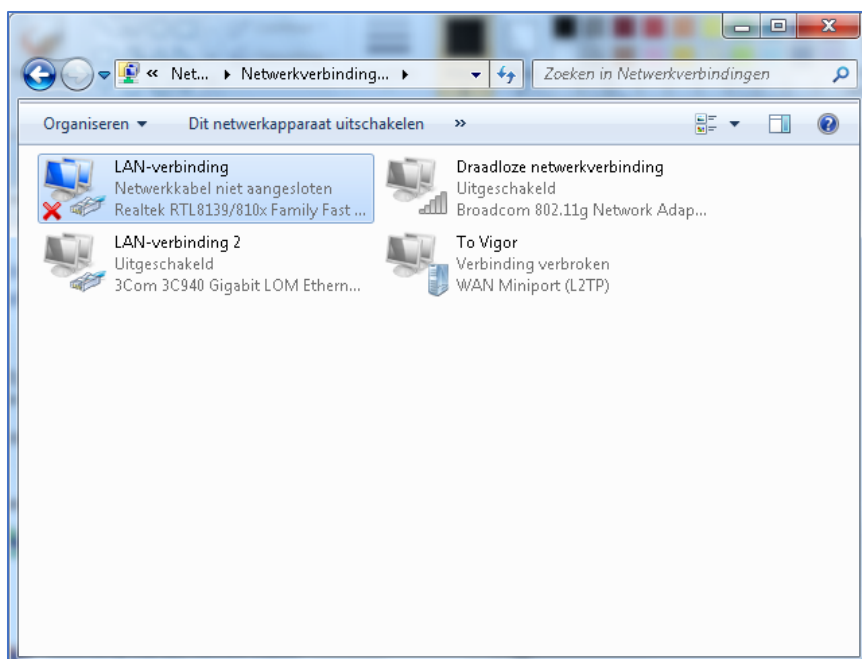 « Net... ▸ Netwerkverbinding... ▸
Zoeken in Netwerkverbindingen
Organiseren
Dit netwerkapparaat uitschakelen
»
LAN-verbinding
Netwerkkabel niet aangesloten
Realtek RTL8139/810x Family Fast ...
Draadloze netwerkverbinding
Uitgeschakeld
Broadcom 802.11g Network Adap...
LAN-verbinding 2
Uitgeschakeld
3Com 3C940 Gigabit LOM Ethern...
To Vigor
Verbinding verbroken
WAN Miniport (L2TP)